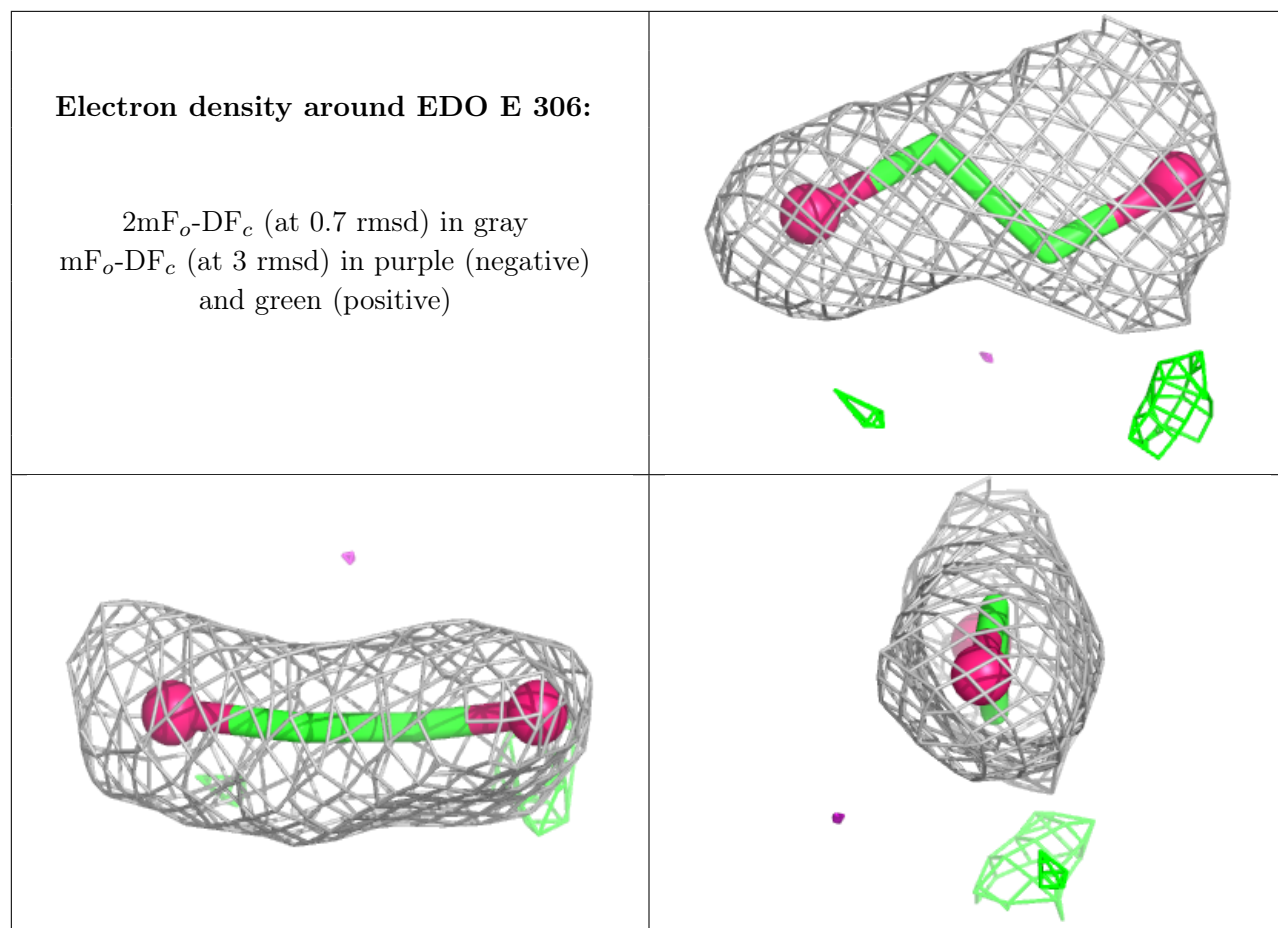 Electron density around EDO E 306:
2mFₒ-DF𝒸 (at 0.7 rmsd) in gray
mFₒ-DF𝒸 (at 3 rmsd) in purple (negative)
and green (positive)